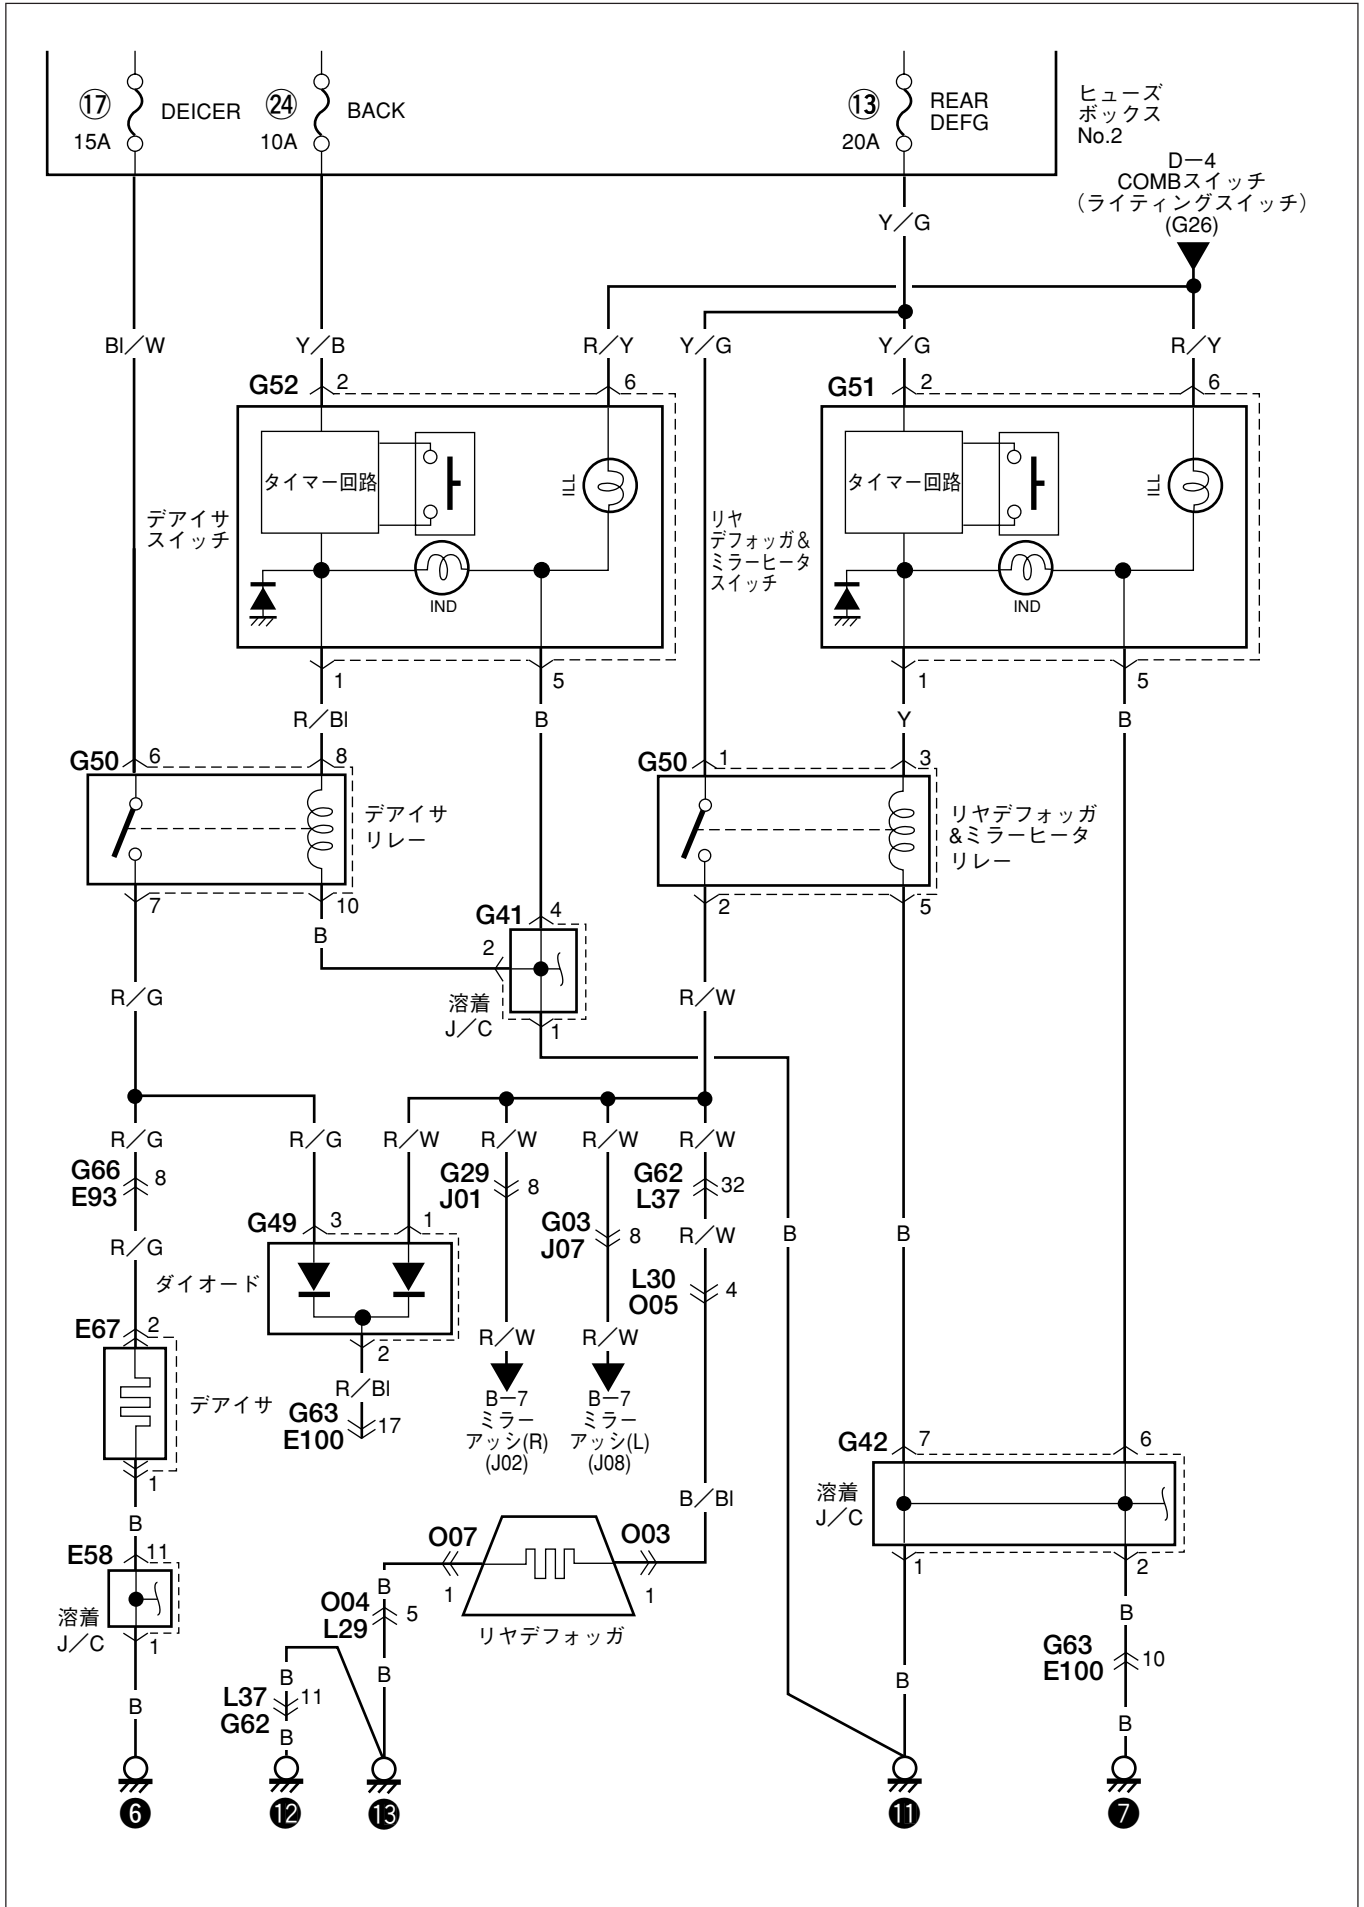 ⑰
DEICER
15A
㉔
BACK
10A
⑬
REAR
DEFG
20A
ヒューズ
ボックス
No.2
D－4
COMBスイッチ
（ライティングスイッチ）
(G26)
Y／G
Bl／W
Y／B
R／Y
Y／G
Y／G
R／Y
G52
2
6
G51
2
6
タイマー回路
ILL
IND
デアイサ
スイッチ
タイマー回路
ILL
IND
リヤ
デフォッガ＆
ミラーヒータ
スイッチ
1
5
1
5
R／Bl
B
Y
B
G50
6
8
デアイサ
リレー
7
10
G50
1
3
リヤデフォッガ
＆ミラーヒータ
リレー
2
5
B
G41
4
2
溶着
J／C
1
R／G
R／W
R／G
R／G
R／W
R／W
R／W
R／W
G66
E93
8
G29
J01
8
G62
L37
32
G03
J07
8
R／G
G49
3
1
R／W
B
B
B
ダイオード
L30
O05
4
E67
2
2
R／W
R／W
デアイサ
R／Bl
G63
E100
17
B－7
ミラー
アッシ(R)
(J02)
B－7
ミラー
アッシ(L)
(J08)
1
G42
7
6
溶着
J／C
B／Bl
B
E58
11
O07
1
O03
1
リヤデフォッガ
1
2
溶着
J／C
1
B
O04
L29
5
B
G63
E100
10
B
B
L37
G62
11
B
B
B
B
❻
⓬
⓭
⓫
❼